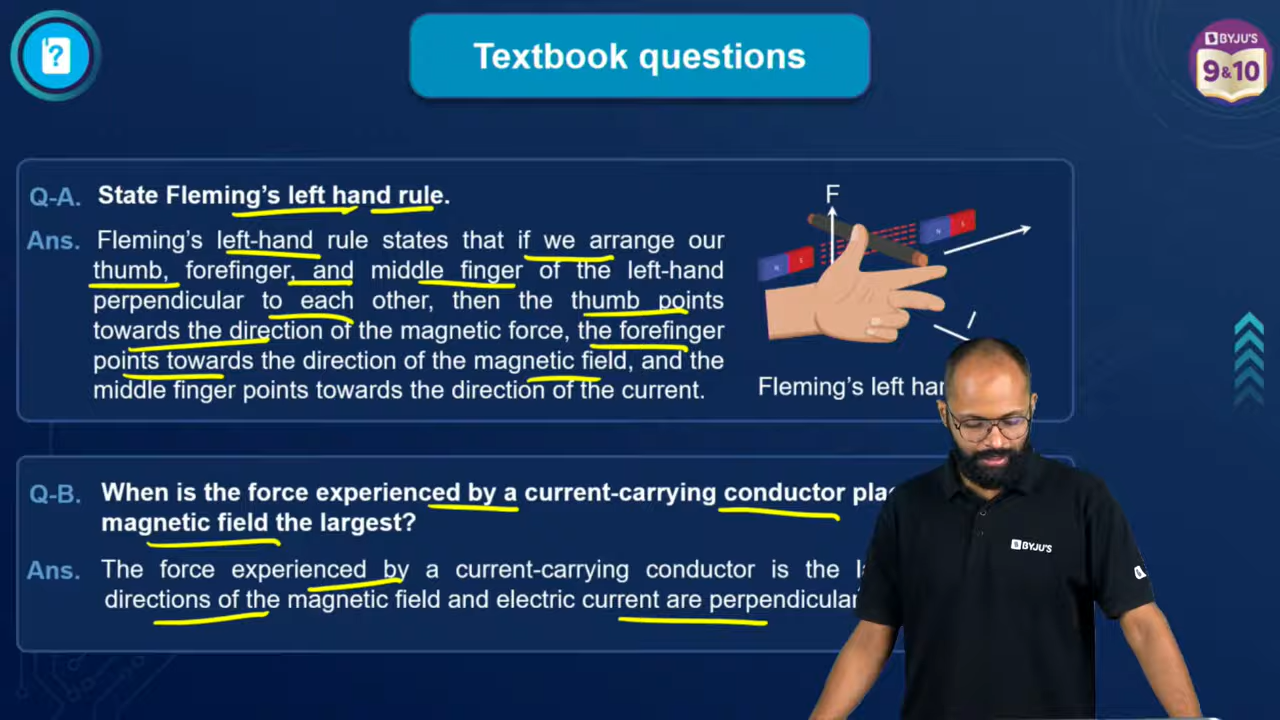 Textbook questions
BYJU'S
9&10
Q-A. State Fleming's left hand rule.
Ans. Fleming's left-hand rule states that if we arrange our
thumb, forefinger, and middle finger of the left-hand
perpendicular to each other, then the thumb points
towards the direction of the magnetic force, the forefinger
points towards the direction of the magnetic field, and the
middle finger points towards the direction of the current.
F
Fleming's left
Q-B. When is the force experienced by a current-carrying conductor
magnetic field the largest?
Ans. The force experienced by a current-carrying conductor is the
directions of the magnetic field and electric current are perpendicular
BYJU'S